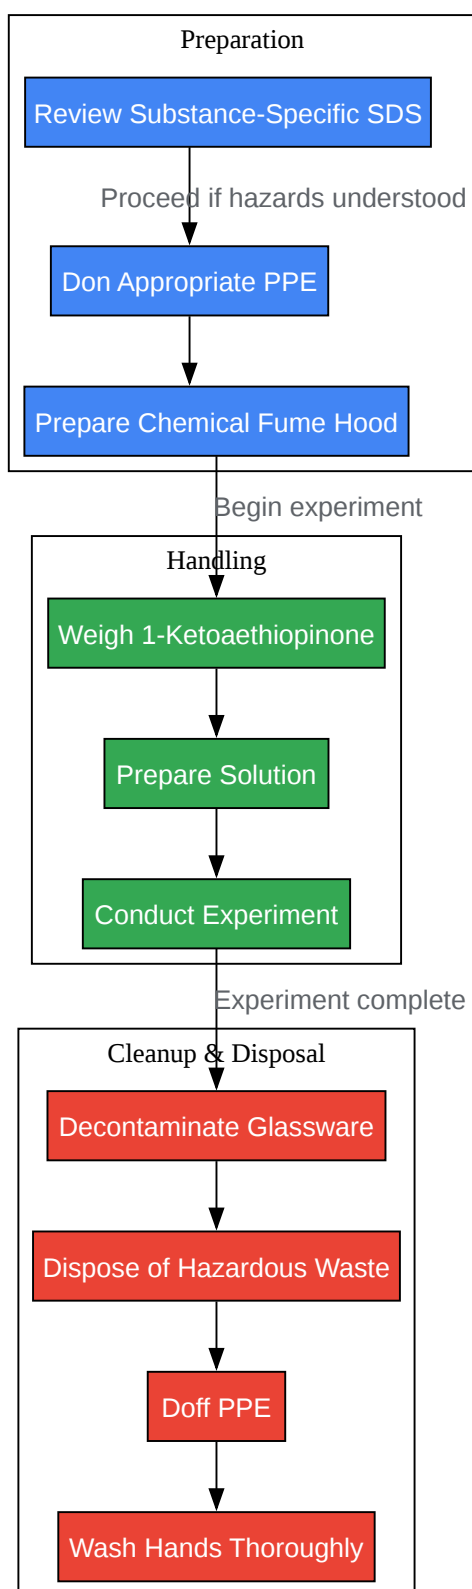 Preparation
Review Substance-Specific SDS
Proceed if hazards understood
Don Appropriate PPE
Prepare Chemical Fume Hood
Begin experiment
Handling
Weigh 1-Ketoaethiopinone
Prepare Solution
Conduct Experiment
Experiment complete
Cleanup & Disposal
Decontaminate Glassware
Dispose of Hazardous Waste
Doff PPE
Wash Hands Thoroughly